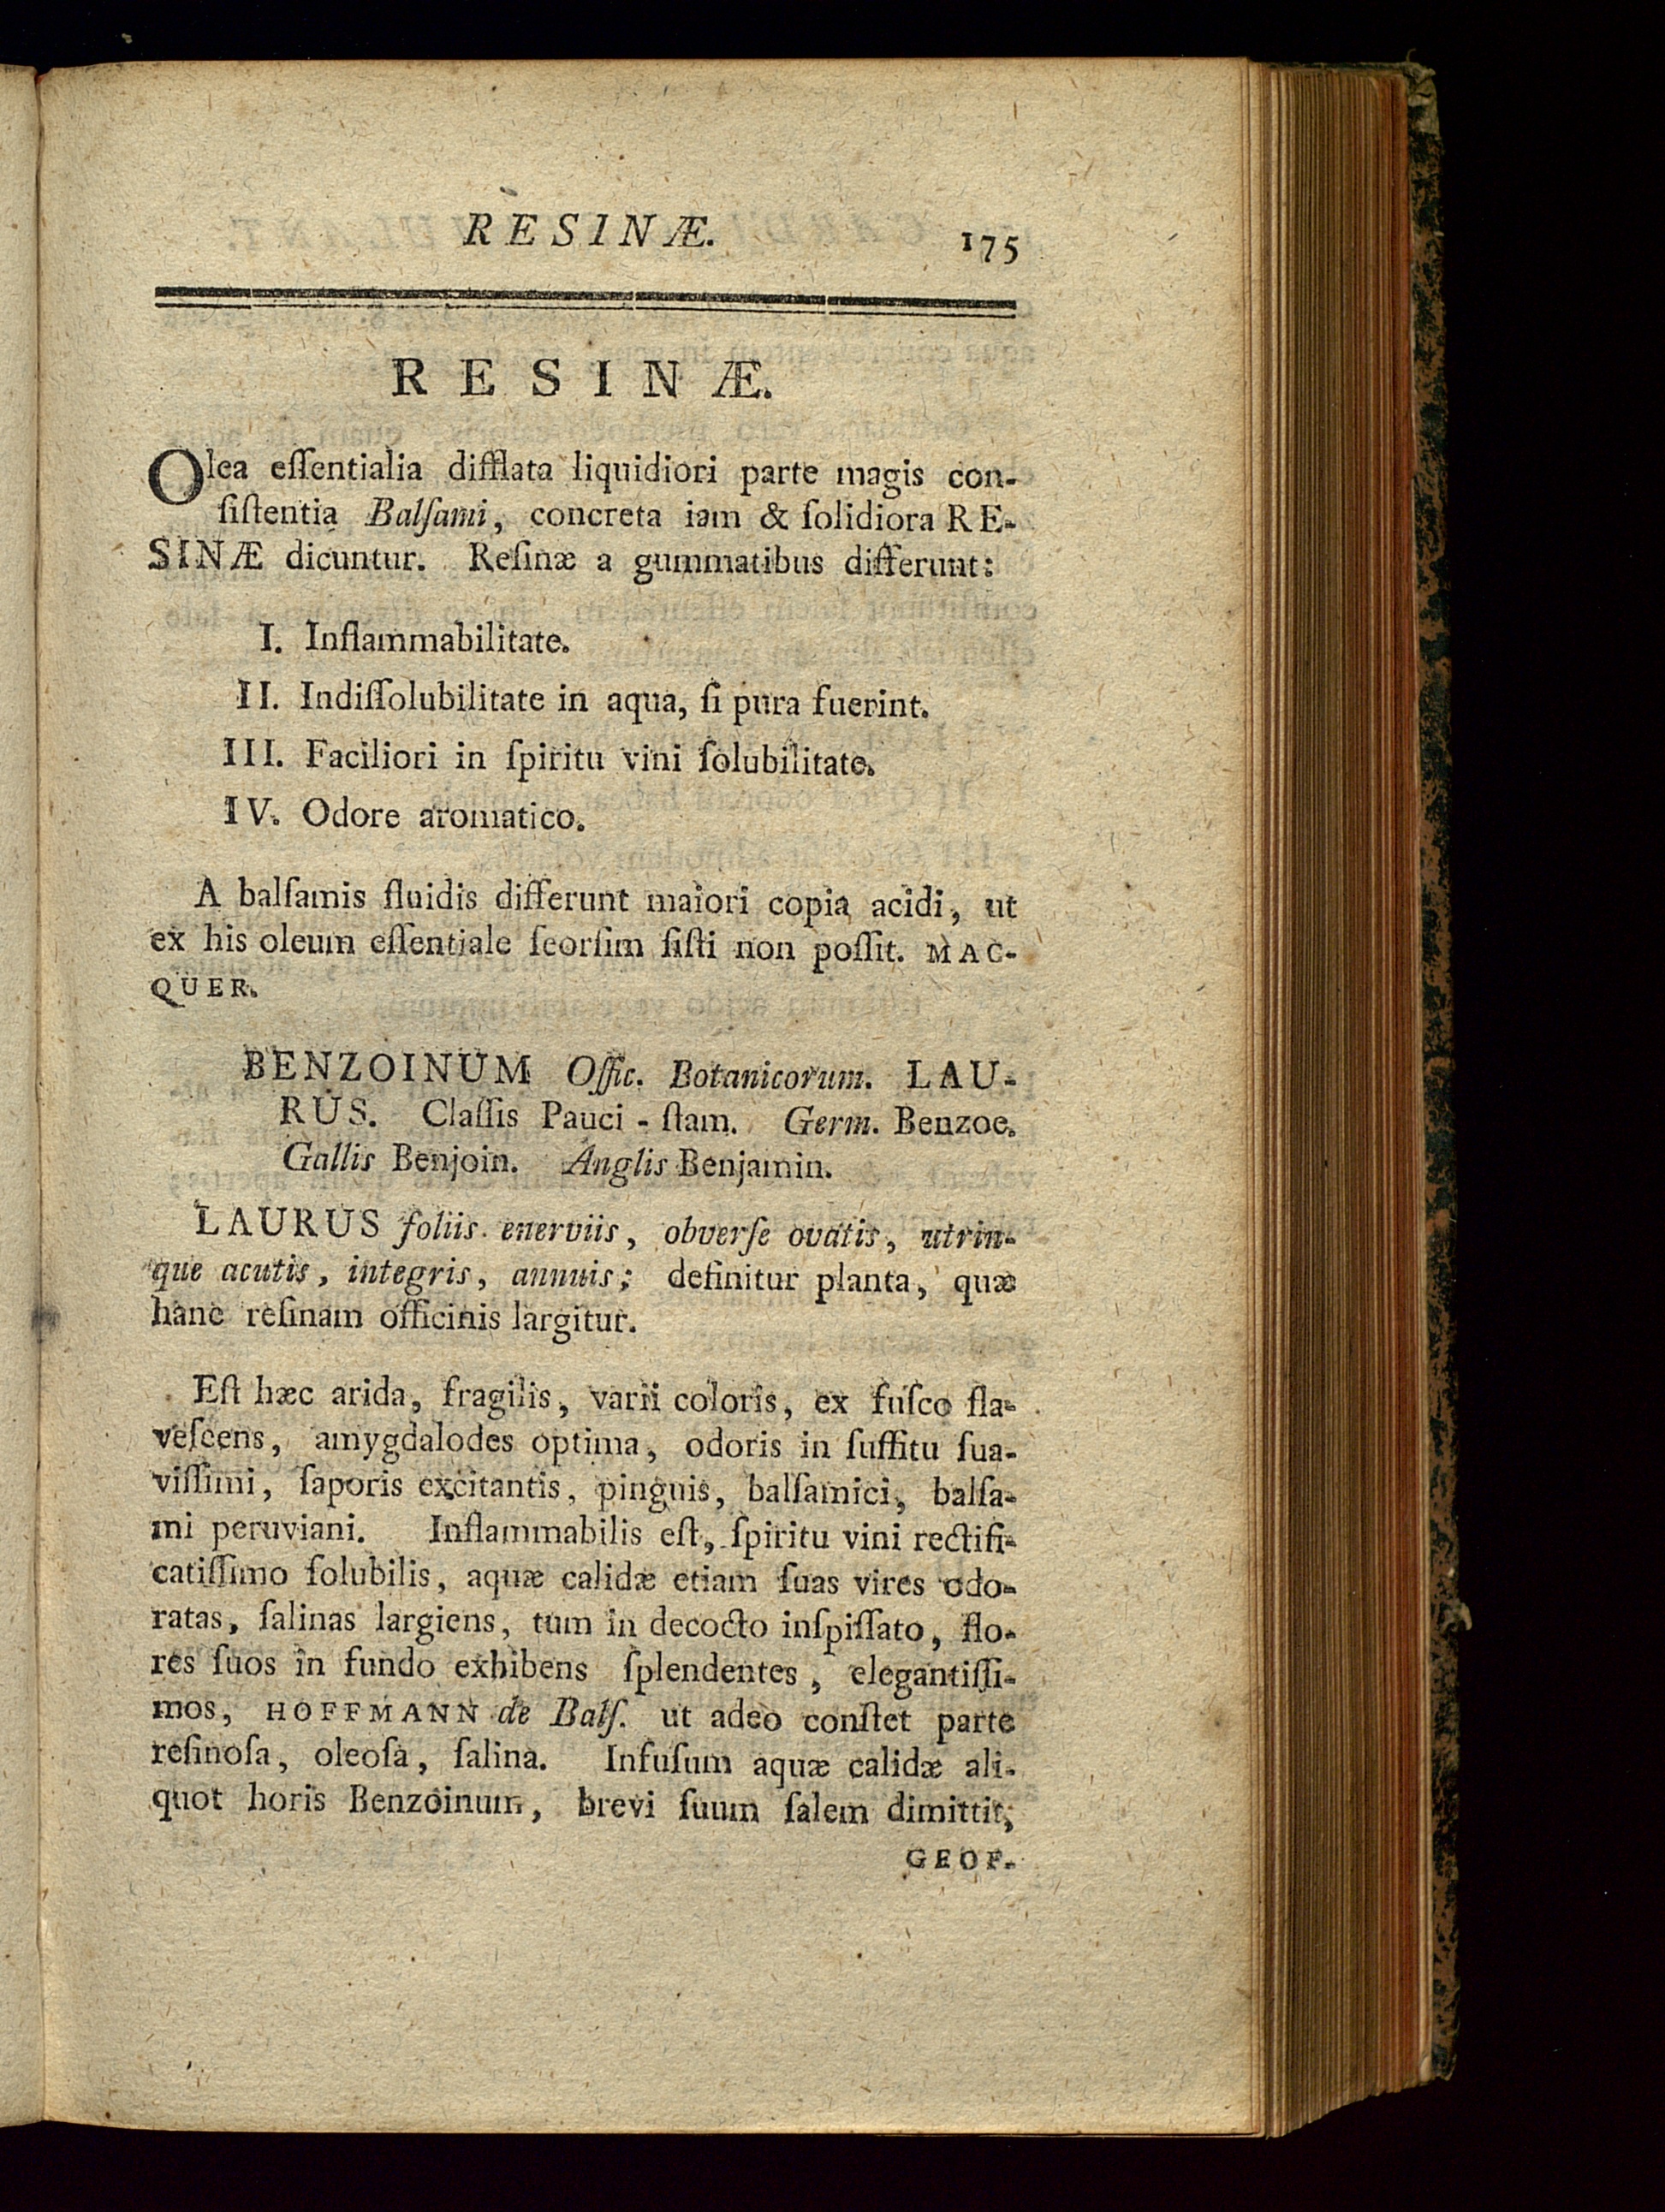 RESINÆ.
175
RESINÆ.
Olea eſſentialia difflata liquidiori parte magis con-
ſiſtentia Balſami, concreta iam & ſolidiora RE-
SINÆ dicuntur. Reſinæ a gummatibus differunt:
I. Inflammabilitate.
II. Indiſſolubilitate in aqua, ſi pura fuerint.
III. Faciliori in ſpiritu vini ſolubilitate.
IV. Odore aromatico.
A balſamis fluidis differunt maiori copia acidi, ut
ex his oleum eſſentiale ſeorſim ſiſti non poſſit. MAC-
QUER.
BENZOINUM Offic. Botanicorum. LAU-
RUS. Claſſis Pauci - ſtam. Germ. Benzoe.
Gallis Benjoin. Anglis Benjamin.
LAURUS foliis enerviis, obverſe ovatis, utrin-
que acutis, integris, annuis; definitur planta, quæ
hanc reſinam officinis largitur.
Eſt hæc arida, fragilis, varii coloris, ex fuſco fla-
veſcens, amygdalodes optima, odoris in ſuffitu ſua-
viſſimi, ſaporis excitantis, pinguis, balſamici, balſa-
mi peruviani. Inflammabilis eſt, ſpiritu vini rectifi-
catiſſimo ſolubilis, aquæ calidæ etiam ſuas vires odo-
ratas, ſalinas largiens, tum in decocto inſpiſſato, flo-
res ſuos in fundo exhibens ſplendentes, elegantiſſi-
mos, HOFFMANN de Balſ. ut adeo conſtet parte
reſinoſa, oleoſa, ſalina. Infuſum aquæ calidæ ali-
quot horis Benzoinum, brevi ſuum ſalem dimittit,
GEOF-